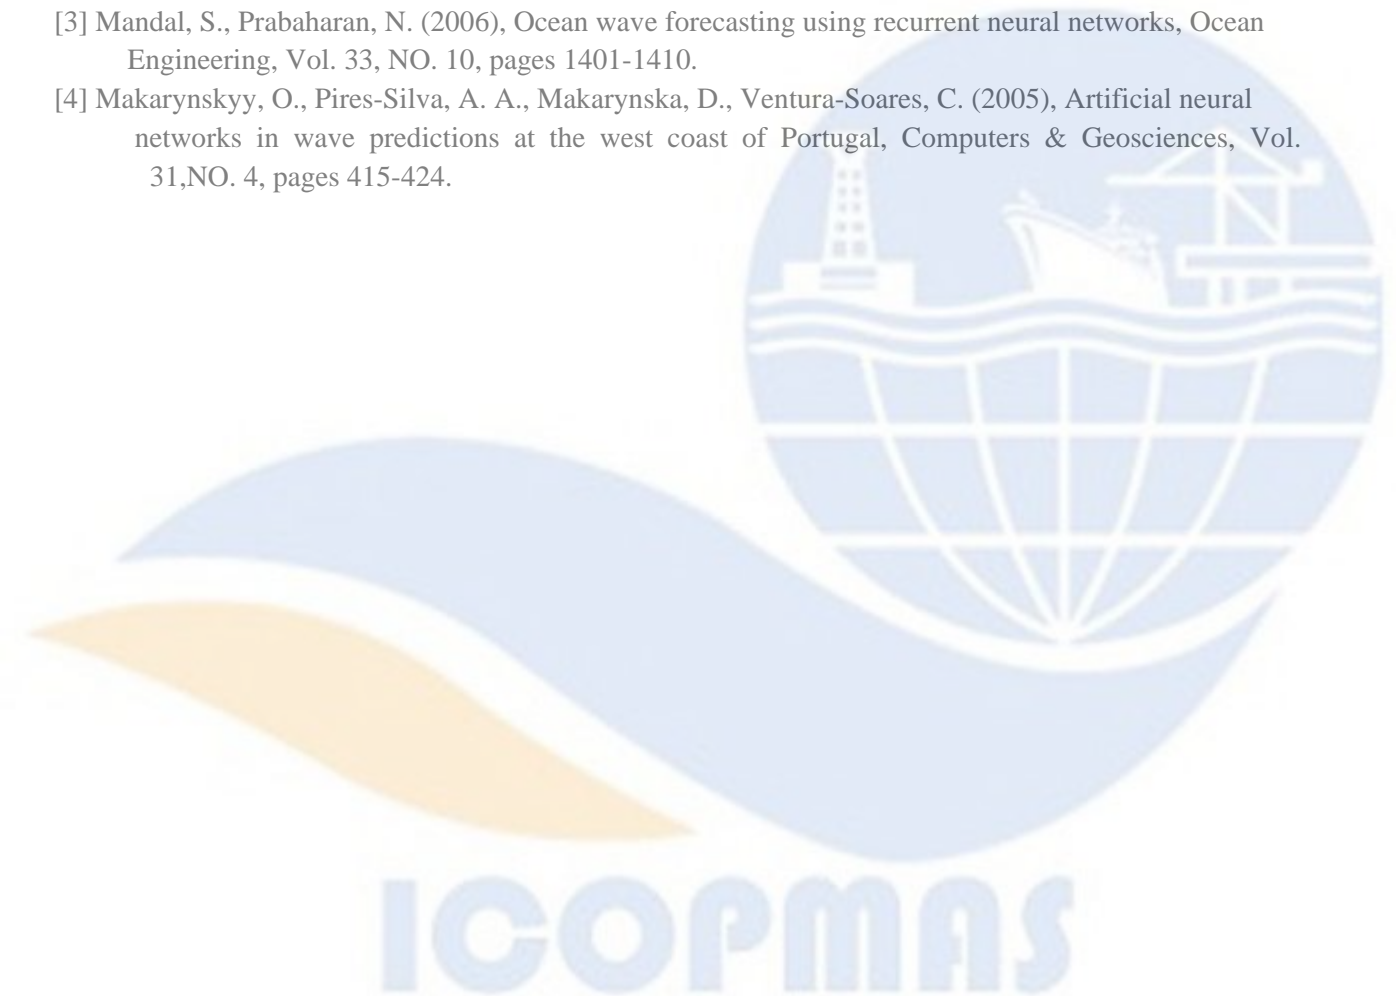 [3] Mandal, S., Prabaharan, N. (2006), Ocean wave forecasting using recurrent neural networks, Ocean
Engineering, Vol. 33, NO. 10, pages 1401-1410.
[4] Makarynskyy, O., Pires-Silva, A. A., Makarynska, D., Ventura-Soares, C. (2005), Artificial neural
networks in wave predictions at the west coast of Portugal, Computers & Geosciences, Vol.
31,NO. 4, pages 415-424.
ICOPMAS